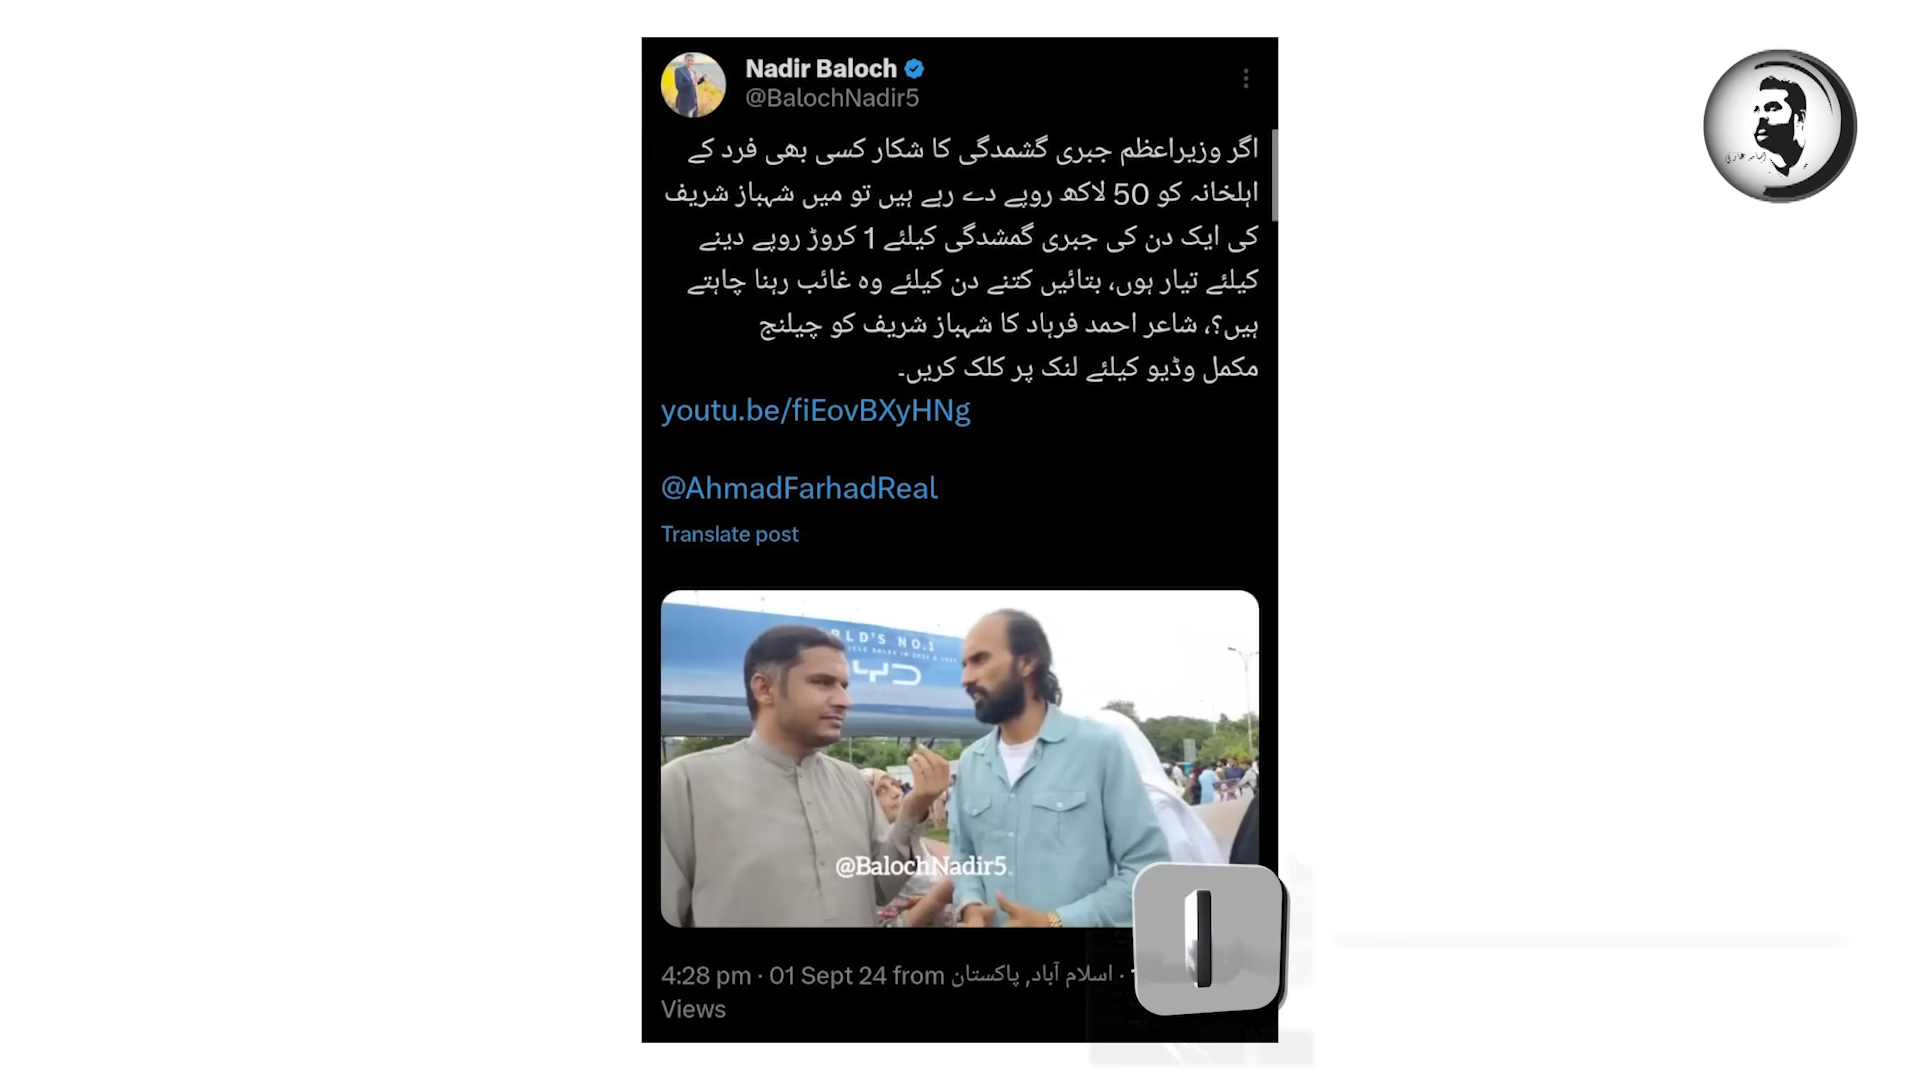 Nadir Baloch
@BalochNadir5
اگر وزیراعظم جبری گشمدگی کا شکار کسی بھی فرد کے
اہلخانہ کو 50 لاکھ روپے دے رہے ہیں تو میں شہباز شریف
کی ایک دن کی جبری گمشدگی کیلئے 1 کروڑ روپے دینے
کیلئے تیار ہوں، بتائیں کتنے دن کیلئے وہ غائب رہنا چاہتے
ہیں؟، شاعر احمد فرہاد کا شہباز شریف کو چیلنج
مکمل وڈیو کیلئے لنک پر کلک کریں۔
youtu.be/fiEovBXyHNg
@AhmadFarhadReal
Translate post
RLD'S NO.1
@BalochNadir5
4:28 pm · 01 Sept 24 from اسلام آباد, پاکستان ·
Views